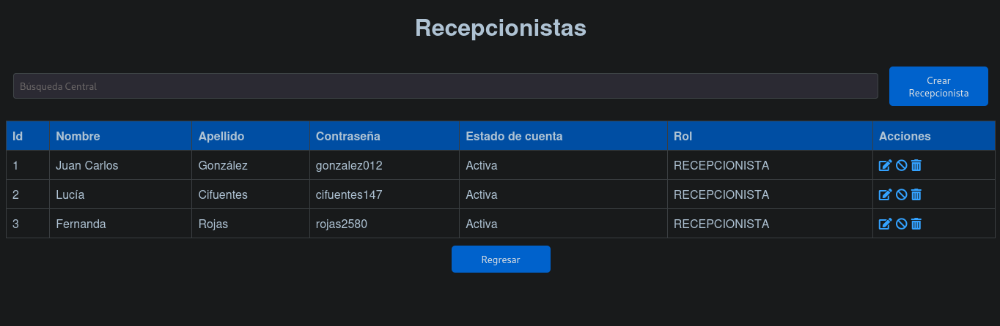 Recepcionistas
Búsqueda Central
Crear
Recepcionista
Id Nombre Apellido Contraseña Estado de cuenta Rol Acciones
1 Juan Carlos González gonzalez012 Activa RECEPCIONISTA
2 Lucía Cifuentes cifuentes147 Activa RECEPCIONISTA
3 Fernanda Rojas rojas2580 Activa RECEPCIONISTA
Regresar